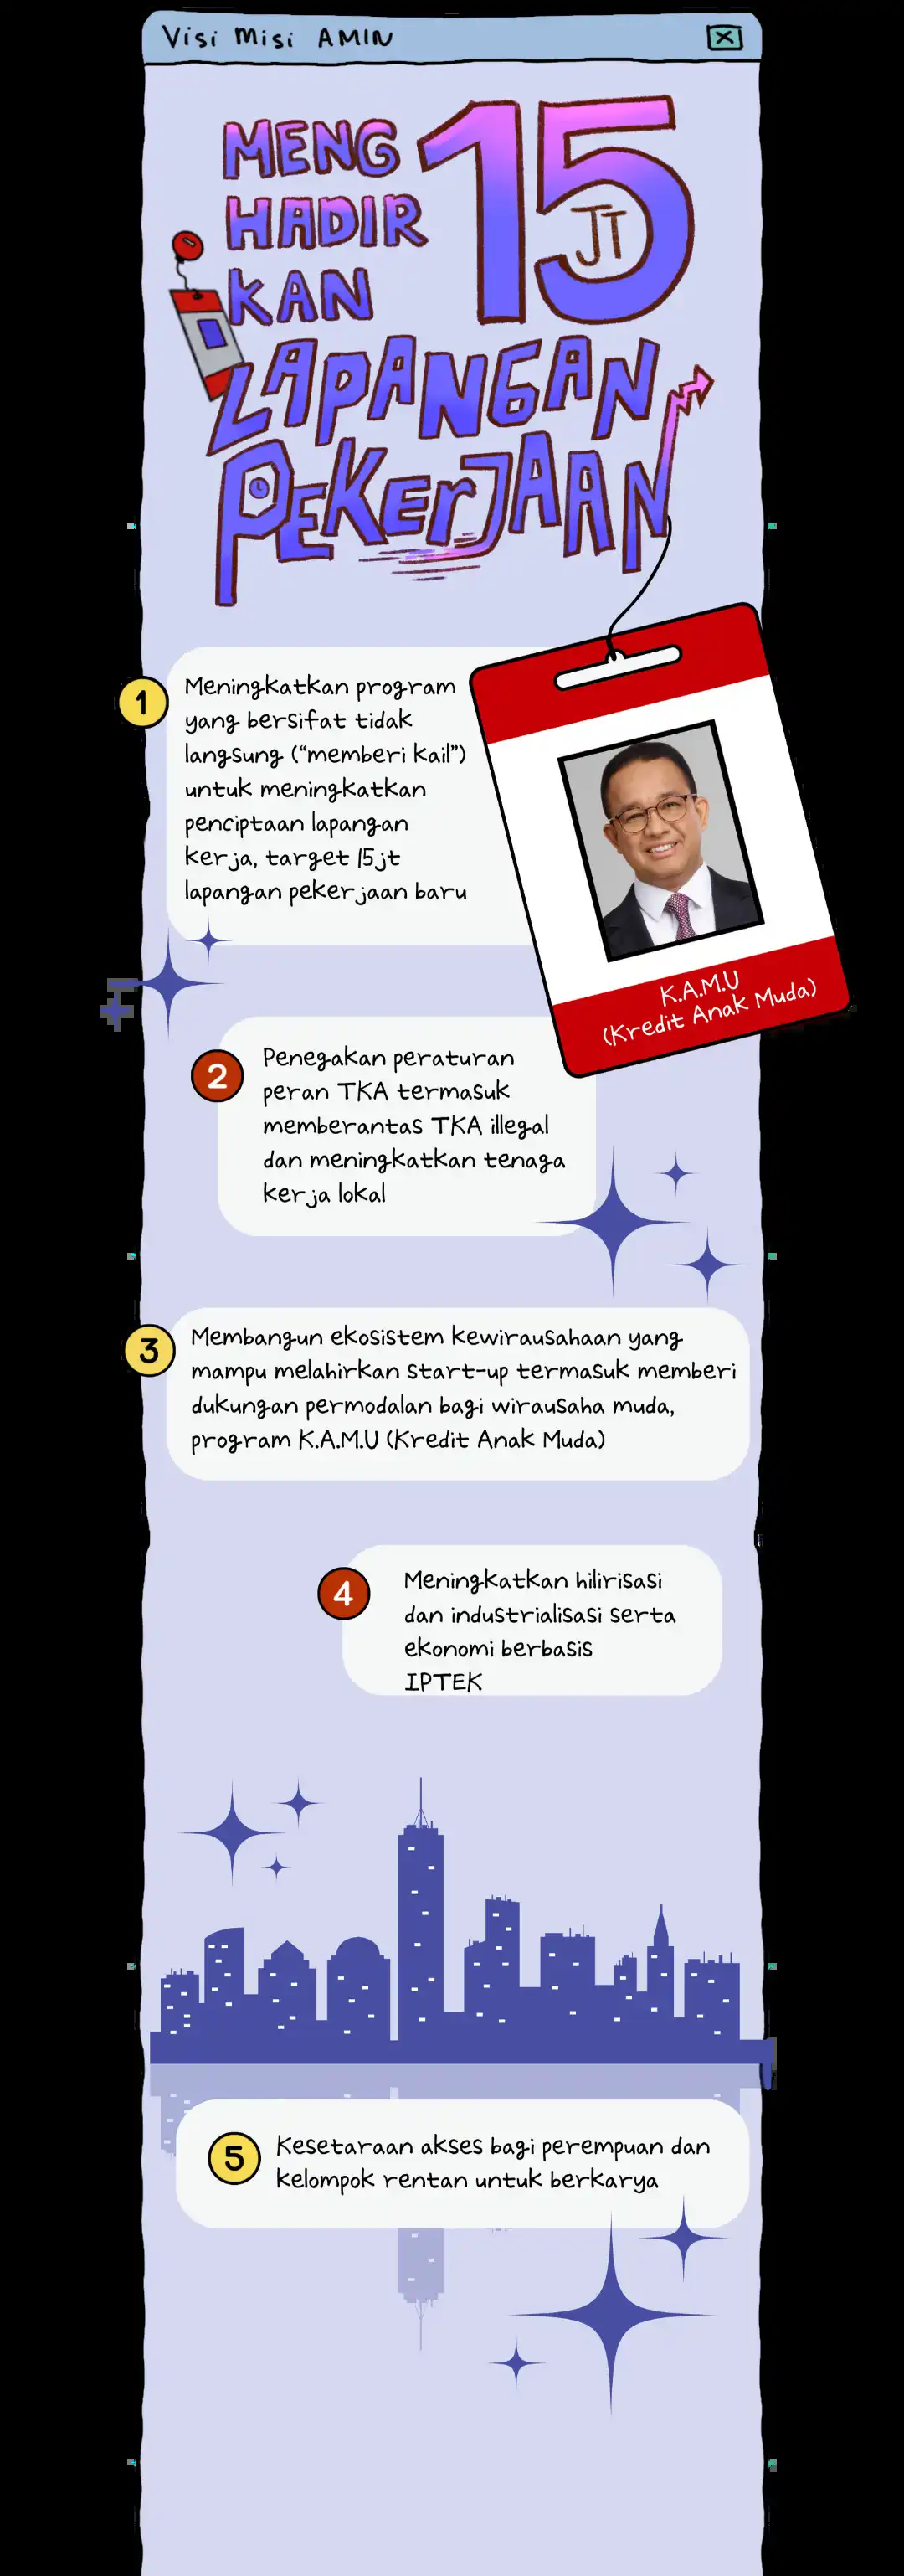 Visi Misi AMIN
MENG
HADIR
KAN
15
JT
LAPANGAN
PEKERJAAN
1
Meningkatkan program
yang bersifat tidak
langsung (“memberi kail”)
untuk meningkatkan
penciptaan lapangan
kerja, target 15jt
lapangan pekerjaan baru
K.A.M.U
(Kredit Anak Muda)
2
Penegakan peraturan
peran TKA termasuk
memberantas TKA illegal
dan meningkatkan tenaga
kerja lokal
3
Membangun ekosistem kewirausahaan yang
mampu melahirkan start-up termasuk memberi
dukungan permodalan bagi wirausaha muda,
program K.A.M.U (Kredit Anak Muda)
4
Meningkatkan hilirisasi
dan industrialisasi serta
ekonomi berbasis
IPTEK
5
Kesetaraan akses bagi perempuan dan
kelompok rentan untuk berkarya